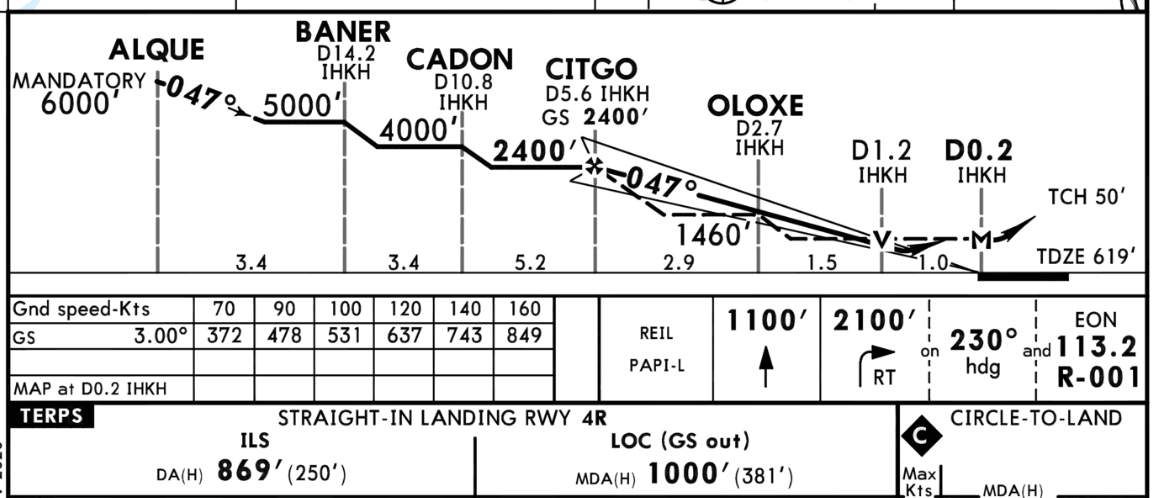 ALQUE
BANER
D14.2
IHKH
CADON
D10.8
IHKH
CITGO
D5.6 IHKH
GS 2400'
OLOXE
D2.7
IHKH
D1.2
IHKH
D0.2
IHKH
MANDATORY
6000'
047°
5000'
4000'
2400'
047°
1460'
V
M
TCH 50'
TDZE 619'
3.4 3.4 5.2 2.9 1.5 1.0
Gnd speed-Kts 70 90 100 120 140 160
GS 3.00° 372 478 531 637 743 849
MAP at D0.2 IHKH
REIL
PAPI-L
1100'
2100'
RT
on
230°
hdg
and
EON
113.2
R-001
TERPS
STRAIGHT-IN LANDING RWY 4R
ILS
DA(H) 869'(250')
LOC (GS out)
MDA(H) 1000'(381')
C
CIRCLE-TO-LAND
Max
Kts
MDA(H)